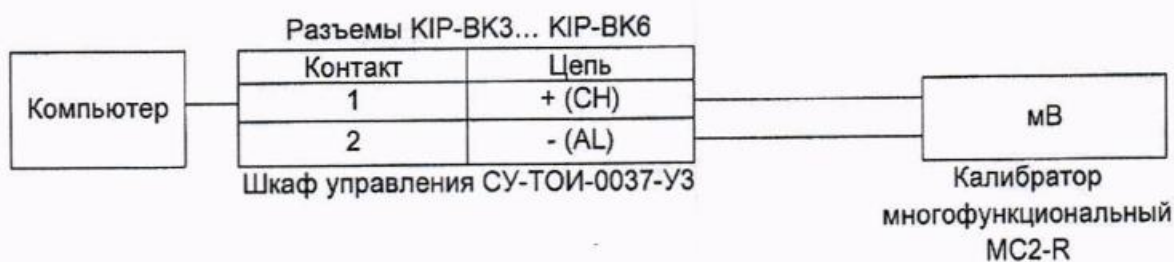 Разъемы KIP-BK3... KIP-BK6
Контакт Цепь
Компьютер
1 + (CH)
2 - (AL)
мВ
Шкаф управления СУ-ТОИ-0037-УЗ
Калибратор
многофункциональный
MC2-R